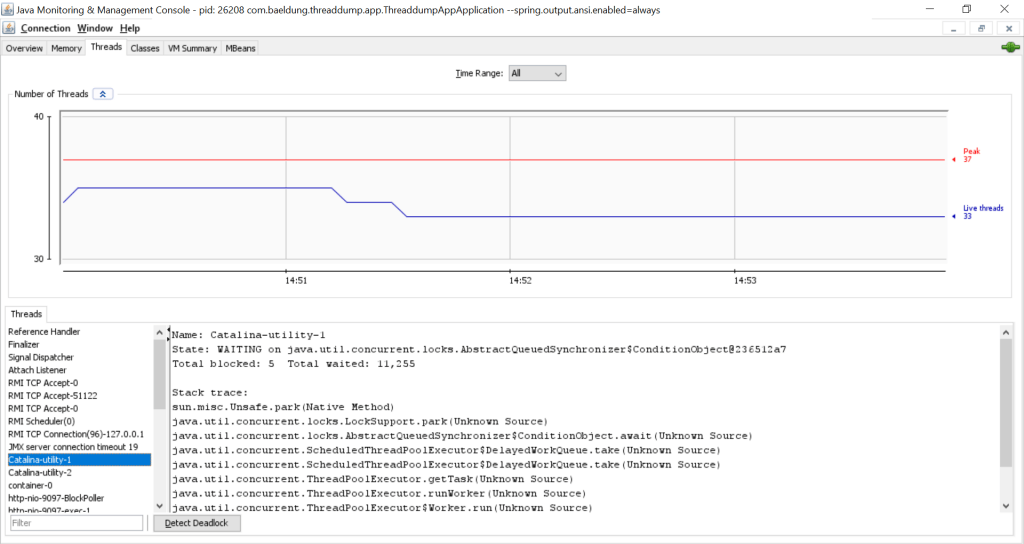 Java Monitoring & Management Console - pid: 26208 com.baeldung.threaddump.app.ThreaddumpAppApplication --spring.output.ansi.enabled=always
Connection Window Help
Overview Memory Threads Classes VM Summary MBeans
Time Range: All
Number of Threads
40
Peak
37
Live threads
33
30
14:51 14:52 14:53
Threads
Reference Handler
Finalizer
Signal Dispatcher
Attach Listener
RMI TCP Accept-0
RMI TCP Accept-51122
RMI TCP Accept-0
RMI Scheduler(0)
RMI TCP Connection(96)-127.0.0.1
JMX server connection timeout 19
Catalina-utility-1
Catalina-utility-2
container-0
http-nio-9097-BlockPoller
http-nio-9097-exec-1
Filter
Detect Deadlock
Name: Catalina-utility-1
State: WAITING on java.util.concurrent.locks.AbstractQueuedSynchronizer$ConditionObject@236512a7
Total blocked: 5 Total waited: 11,255
Stack trace:
sun.misc.Unsafe.park(Native Method)
java.util.concurrent.locks.LockSupport.park(Unknown Source)
java.util.concurrent.locks.AbstractQueuedSynchronizer$ConditionObject.await(Unknown Source)
java.util.concurrent.ScheduledThreadPoolExecutor$DelayedWorkQueue.take(Unknown Source)
java.util.concurrent.ScheduledThreadPoolExecutor$DelayedWorkQueue.take(Unknown Source)
java.util.concurrent.ThreadPoolExecutor.getTask(Unknown Source)
java.util.concurrent.ThreadPoolExecutor.runWorker(Unknown Source)
java.util.concurrent.ThreadPoolExecutor$Worker.run(Unknown Source)